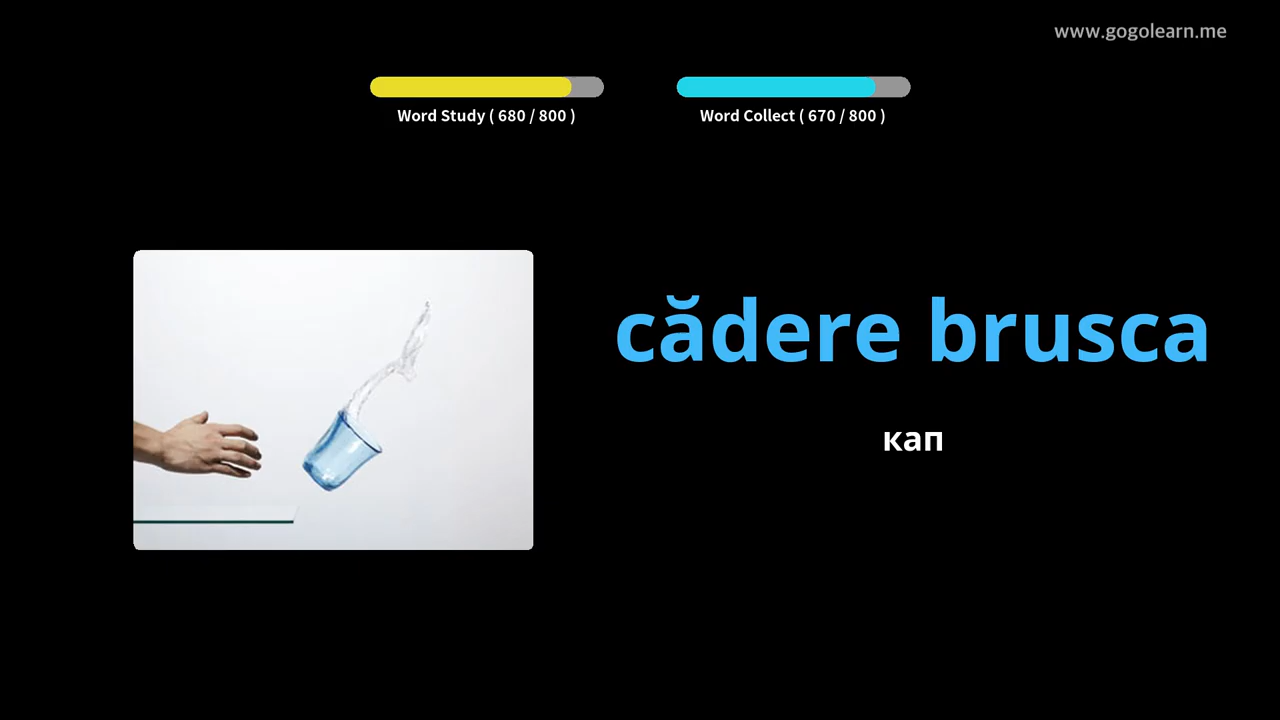 www.gogolearn.me
Word Study ( 680 / 800 )
Word Collect ( 670 / 800 )
cădere brusca
кап